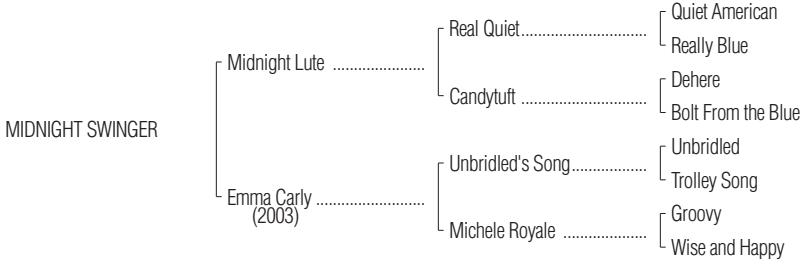 Quiet American
Real Quiet..............................
Really Blue
Midnight Lute ......................
Dehere
Candytuft ..............................
Bolt From the Blue
MIDNIGHT SWINGER
Unbridled
Unbridled's Song..................
Trolley Song
Emma Carly ..........................
(2003)
Groovy
Michele Royale ....................
Wise and Happy